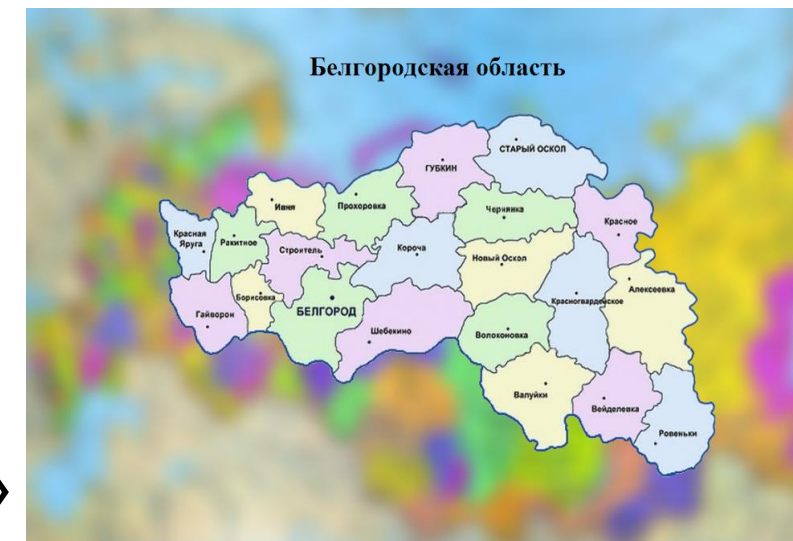 Белгородская область
СТАРЫЙ ОСКОЛ
ГУБКИН
Ивня
Прохоровка
Чернянка
Красное
Красная
Яруга
Ракитное
Строитель
Короча
Новый Оскол
Алексеевка
Борисовка
Красногвардейское
Гайворон
БЕЛГОРОД
Шебекино
Волоконовка
Валуйки
Вейделевка
Ровеньки